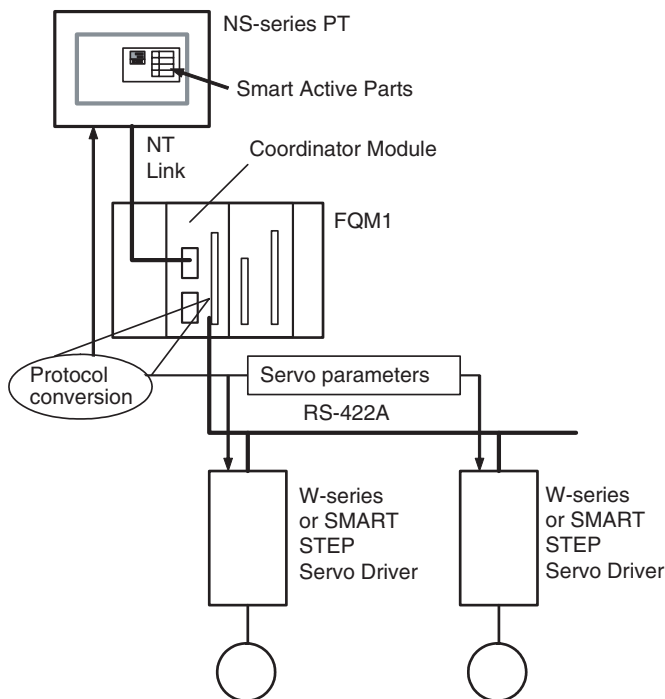 NS-series PT
Smart Active Parts
NT
Link
Coordinator Module
FQM1
Protocol
conversion
Servo parameters
RS-422A
W-series
or SMART
STEP
Servo Driver
W-series
or SMART
STEP
Servo Driver